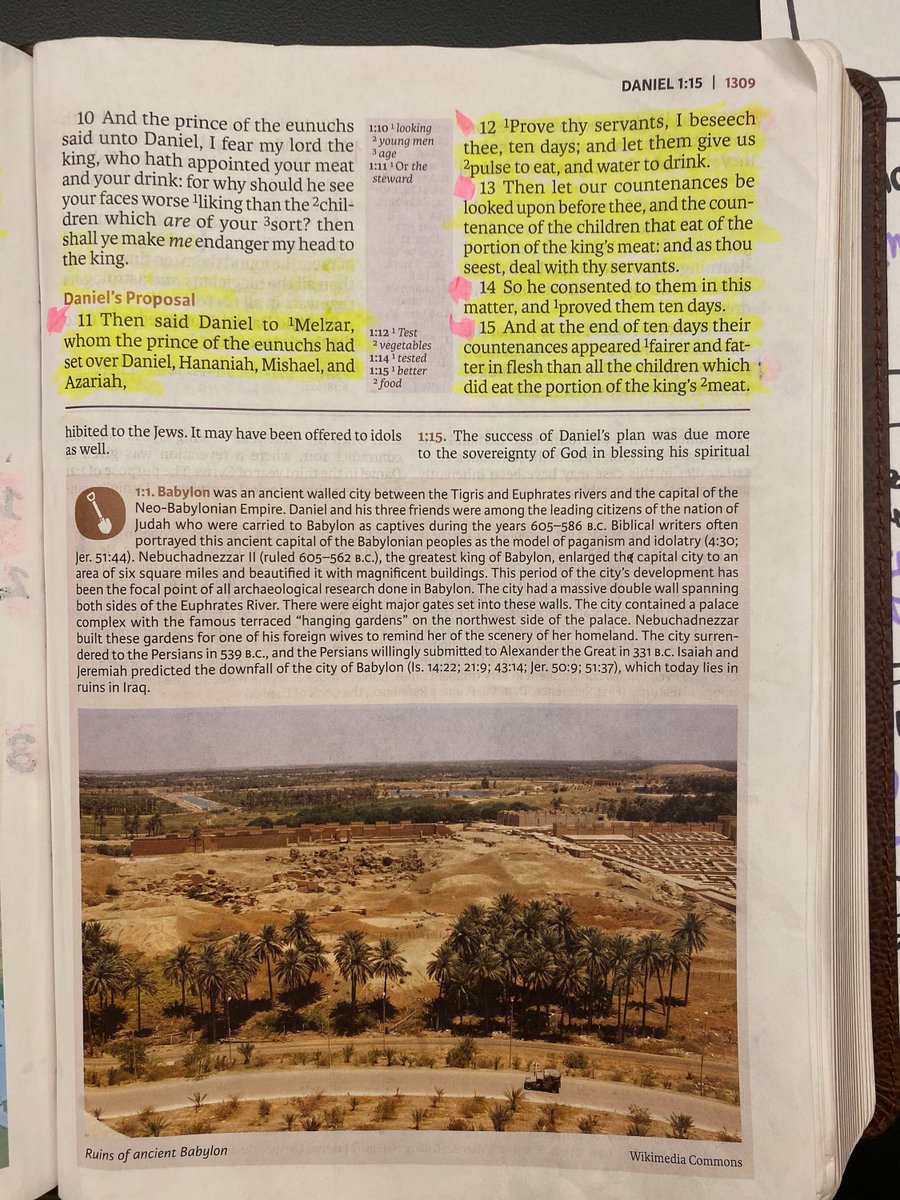 DANIEL 1:15 | 1309
10 And the prince of the eunuchs
said unto Daniel, I fear my lord the
king, who hath appointed your meat
and your drink: for why should he see
your faces worse ¹liking than the ²chil-
dren which are of your ³sort? then
shall ye make me endanger my head to
the king.
Daniel's Proposal
11 Then said Daniel to ¹Melzar,
whom the prince of the eunuchs had
set over Daniel, Hananiah, Mishael, and
Azariah,
1:10 ¹ looking
² young men
³ age
1:11 ¹ Or the
steward
1:12 ¹ Test
² vegetables
1:14 ¹ tested
1:15 ¹ better
² food
12 ¹Prove thy servants, I beseech
thee, ten days; and let them give us
²pulse to eat, and water to drink.
13 Then let our countenances be
looked upon before thee, and the coun-
tenance of the children that eat of the
portion of the king's meat: and as thou
seest, deal with thy servants.
14 So he consented to them in this
matter, and ¹proved them ten days.
15 And at the end of ten days their
countenances appeared ¹fairer and fat-
ter in flesh than all the children which
did eat the portion of the king's ²meat.
hibited to the Jews. It may have been offered to idols
as well.
1:15. The success of Daniel's plan was due more
to the sovereignty of God in blessing his spiritual
1:1. Babylon was an ancient walled city between the Tigris and Euphrates rivers and the capital of the
Neo-Babylonian Empire. Daniel and his three friends were among the leading citizens of the nation of
Judah who were carried to Babylon as captives during the years 605–586 B.C. Biblical writers often
portrayed this ancient capital of the Babylonian peoples as the model of paganism and idolatry (4:30;
Jer. 51:44). Nebuchadnezzar II (ruled 605–562 B.C.), the greatest king of Babylon, enlarged the capital city to an
area of six square miles and beautified it with magnificent buildings. This period of the city's development has
been the focal point of all archaeological research done in Babylon. The city had a massive double wall spanning
both sides of the Euphrates River. There were eight major gates set into these walls. The city contained a palace
complex with the famous terraced "hanging gardens" on the northwest side of the palace. Nebuchadnezzar
built these gardens for one of his foreign wives to remind her of the scenery of her homeland. The city surren-
dered to the Persians in 539 B.C., and the Persians willingly submitted to Alexander the Great in 331 B.C. Isaiah and
Jeremiah predicted the downfall of the city of Babylon (Is. 14:22; 21:9; 43:14; Jer. 50:9; 51:37), which today lies in
ruins in Iraq.
Ruins of ancient Babylon
Wikimedia Commons